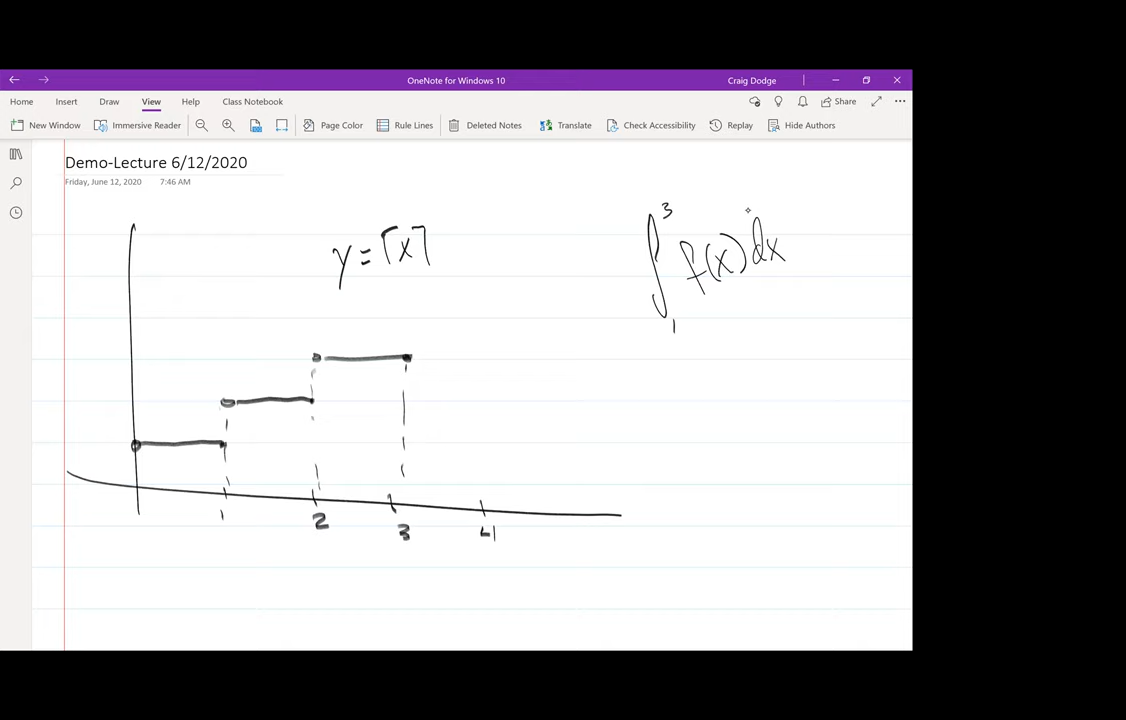 OneNote for Windows 10
Craig Dodge
Home Insert Draw View Help Class Notebook
Share
New Window Immersive Reader Page Color Rule Lines Deleted Notes Translate Check Accessibility Replay Hide Authors
Demo-Lecture 6/12/2020
Friday, June 12, 2020 7:46 AM
y = ⌈x⌉
∫₁³ f(x) dx
1 2 3 4